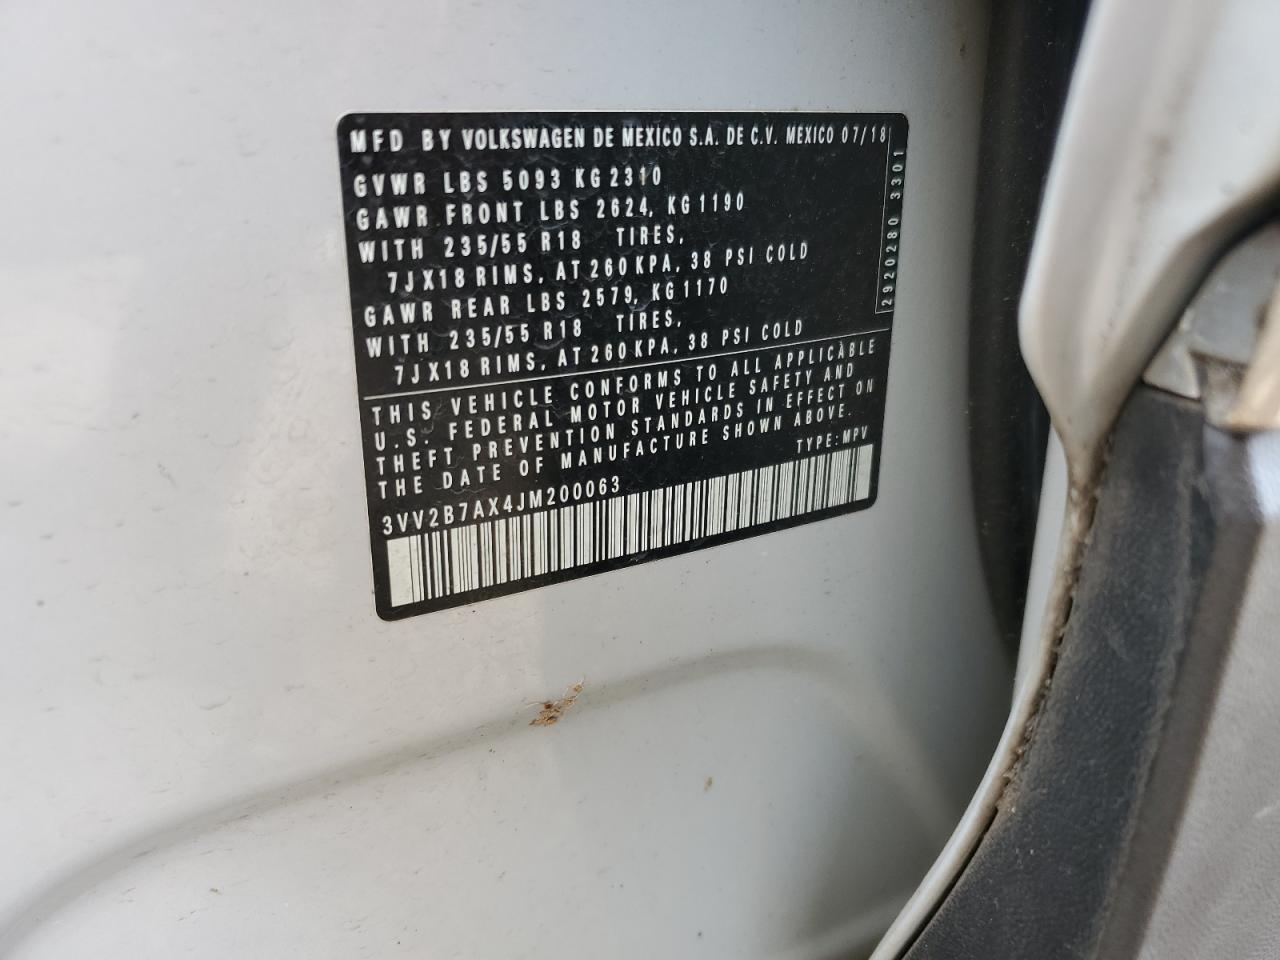 MFD BY VOLKSWAGEN DE MEXICO S.A. DE C.V. MEXICO 07/18
GVWR LBS 5093 KG 2310
GAWR FRONT LBS 2624, KG 1190
WITH 235/55 R18 TIRES,
7JX18 RIMS, AT 260 KPA, 38 PSI COLD
GAWR REAR LBS 2579, KG 1170
WITH 235/55 R18 TIRES,
7JX18 RIMS, AT 260 KPA, 38 PSI COLD
2920280 3301
THIS VEHICLE CONFORMS TO ALL APPLICABLE
U.S. FEDERAL MOTOR VEHICLE SAFETY AND
THEFT PREVENTION STANDARDS IN EFFECT ON
THE DATE OF MANUFACTURE SHOWN ABOVE.
TYPE: MPV
3VV2B7AX4JM200063